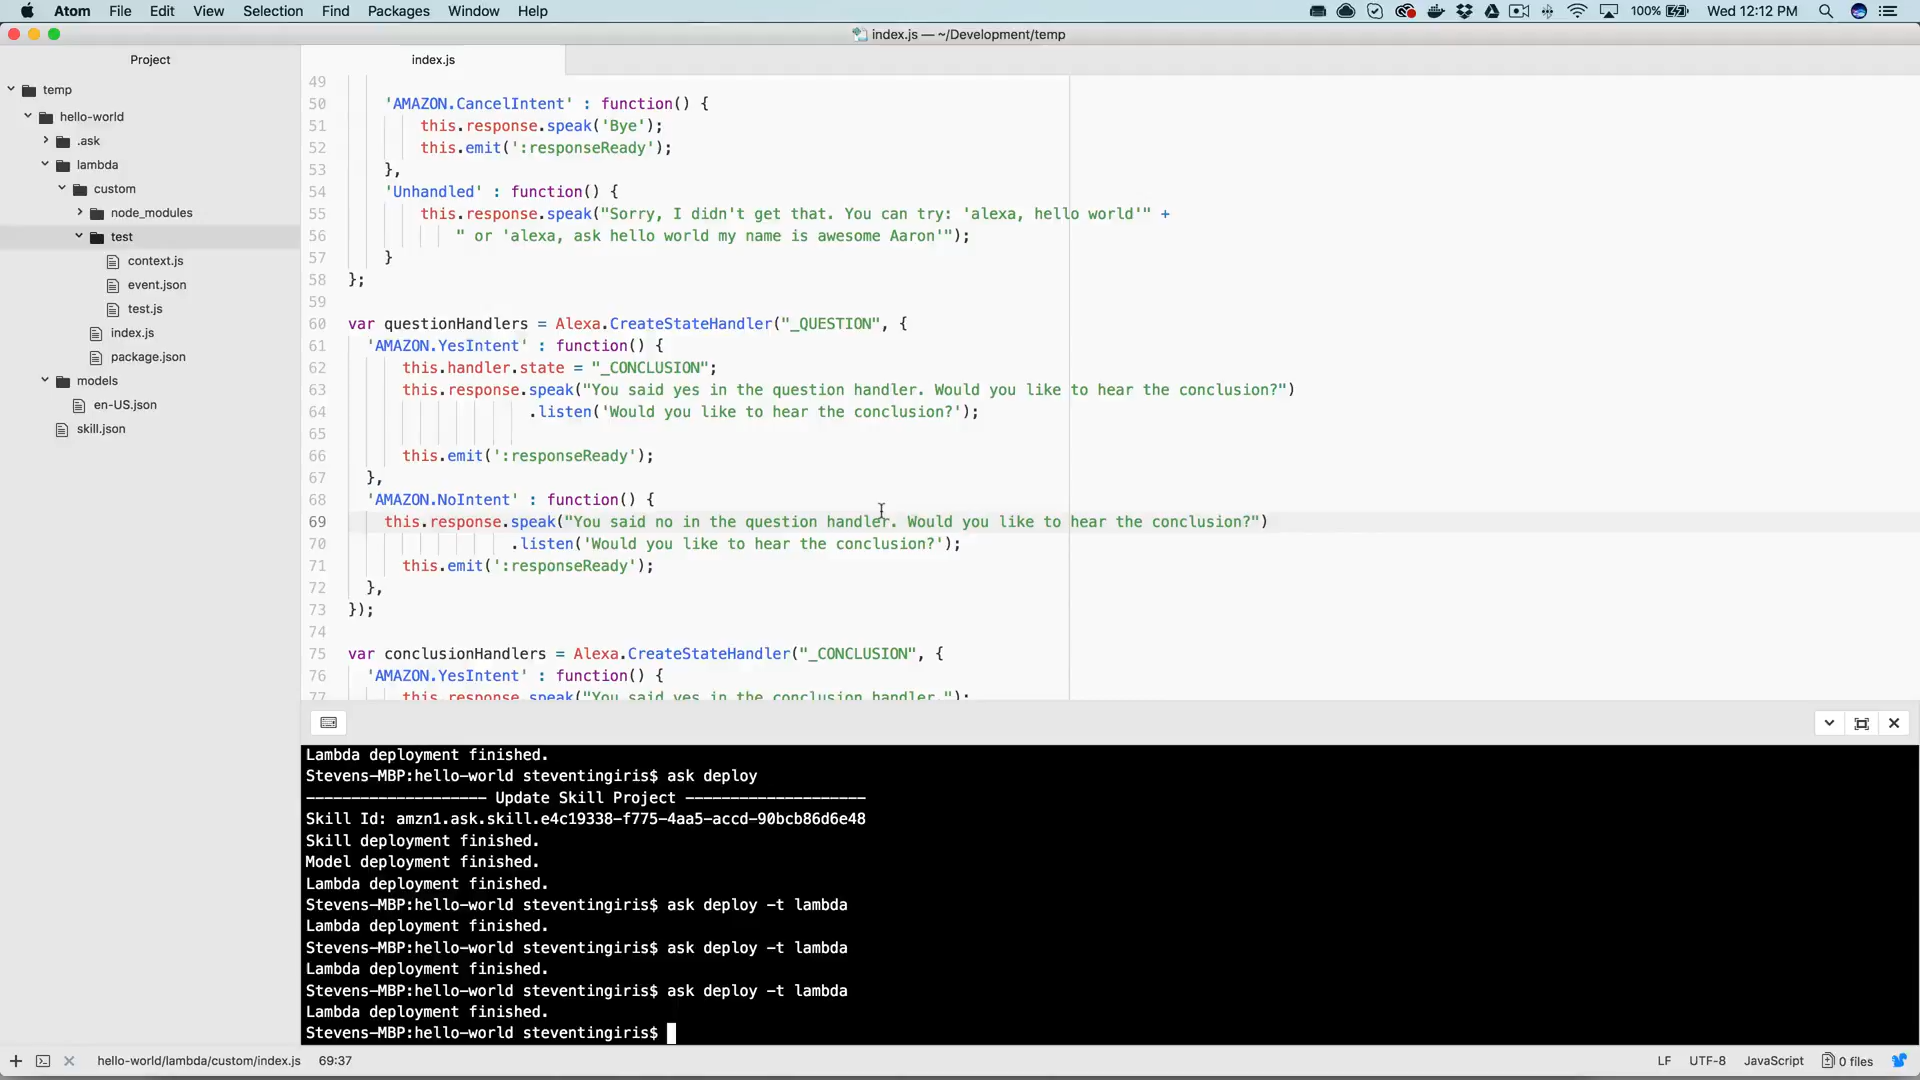 Atom File Edit View Selection Find Packages Window Help 100% Wed 12:12 PM
index.js — ~/Development/temp
Project
index.js
temp
hello-world
.ask
lambda
custom
node_modules
test
context.js
event.json
test.js
index.js
package.json
models
en-US.json
skill.json
49
50 'AMAZON.CancelIntent' : function() {
51 this.response.speak('Bye');
52 this.emit(':responseReady');
53 },
54 'Unhandled' : function() {
55 this.response.speak("Sorry, I didn't get that. You can try: 'alexa, hello world'" +
56 " or 'alexa, ask hello world my name is awesome Aaron'");
57 }
58 };
59
60 var questionHandlers = Alexa.CreateStateHandler("_QUESTION", {
61 'AMAZON.YesIntent' : function() {
62 this.handler.state = "_CONCLUSION";
63 this.response.speak("You said yes in the question handler. Would you like to hear the conclusion?")
64 .listen('Would you like to hear the conclusion?');
65
66 this.emit(':responseReady');
67 },
68 'AMAZON.NoIntent' : function() {
69 this.response.speak("You said no in the question handler. Would you like to hear the conclusion?")
70 .listen('Would you like to hear the conclusion?');
71 this.emit(':responseReady');
72 },
73 });
74
75 var conclusionHandlers = Alexa.CreateStateHandler("_CONCLUSION", {
76 'AMAZON.YesIntent' : function() {
77 this.response.speak("You said yes in the conclusion handler.");
Lambda deployment finished.
Stevens-MBP:hello-world steventingiris$ ask deploy
-------------------- Update Skill Project --------------------
Skill Id: amzn1.ask.skill.e4c19338-f775-4aa5-accd-90bcb86d6e48
Skill deployment finished.
Model deployment finished.
Lambda deployment finished.
Stevens-MBP:hello-world steventingiris$ ask deploy -t lambda
Lambda deployment finished.
Stevens-MBP:hello-world steventingiris$ ask deploy -t lambda
Lambda deployment finished.
Stevens-MBP:hello-world steventingiris$ ask deploy -t lambda
Lambda deployment finished.
Stevens-MBP:hello-world steventingiris$
hello-world/lambda/custom/index.js 69:37 LF UTF-8 JavaScript 0 files